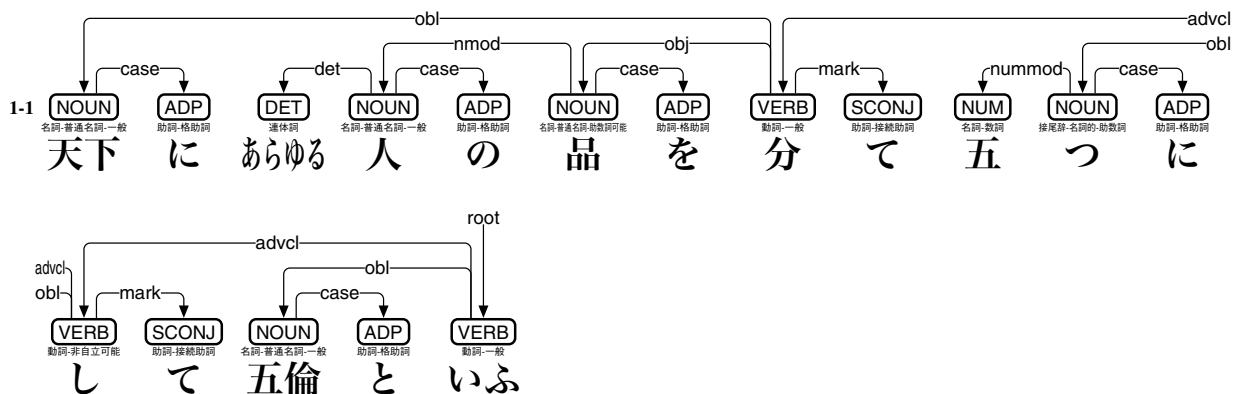 obl advcl
nmod obj obl
case det case case mark nummod case
1-1 NOUN ADP DET NOUN ADP NOUN ADP VERB SCONJ NUM NOUN ADP
名詞-普通名詞-一般 助詞-格助詞 連体詞 名詞-普通名詞-一般 助詞-格助詞 名詞-普通名詞-助数詞可能 助詞-格助詞 動詞-一般 助詞-接続助詞 名詞-数詞 接尾辞-名詞的-助数詞 助詞-格助詞
天下 に あらゆる 人 の 品 を 分 て 五 つ に
root
advcl
advcl obl
obl mark case
VERB SCONJ NOUN ADP VERB
動詞-非自立可能 助詞-接続助詞 名詞-普通名詞-一般 助詞-格助詞 動詞-一般
し て 五倫 と いふ